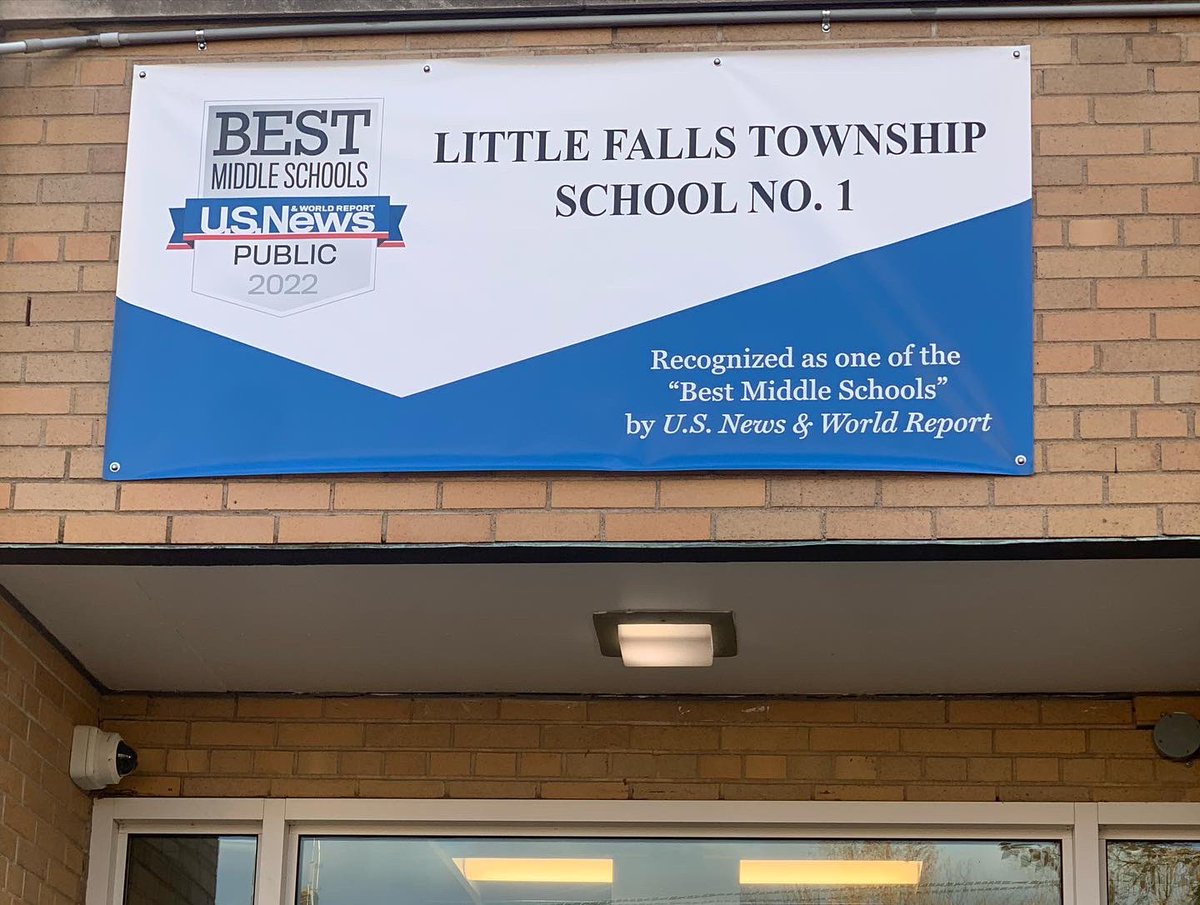 BEST
MIDDLE SCHOOLS
U.S. News & WORLD REPORT
PUBLIC
2022
LITTLE FALLS TOWNSHIP
SCHOOL NO. 1
Recognized as one of the
“Best Middle Schools”
by U.S. News & World Report